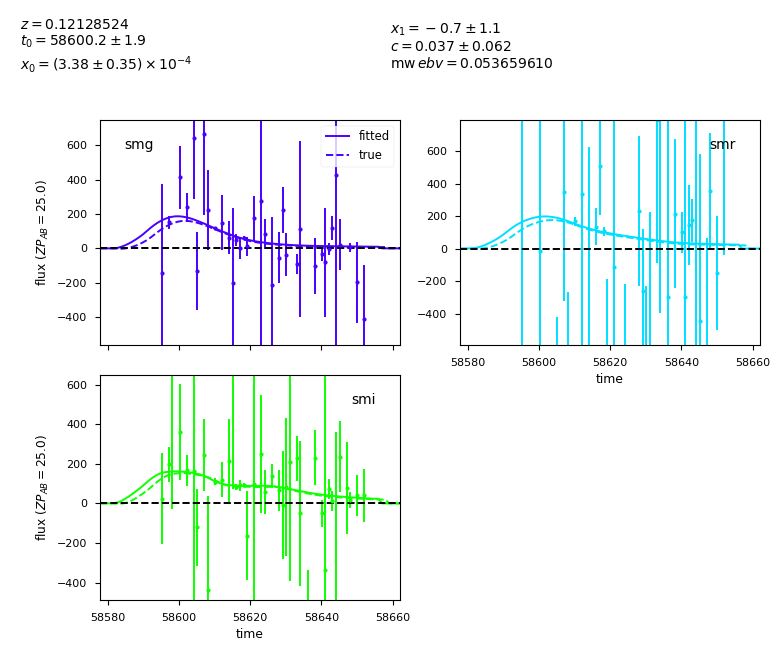 z = 0.12128524
t₀ = 58600.2 ± 1.9
x₀ = (3.38 ± 0.35) × 10⁻⁴
x₁ = −0.7 ± 1.1
c = 0.037 ± 0.062
mw ebv = 0.053659610
smg
fitted
true
600
400
200
0
−200
−400
flux (ZP_AB = 25.0)
smr
600
400
200
0
−200
−400
58580 58600 58620 58640 58660
time
smi
600
400
200
0
−200
−400
flux (ZP_AB = 25.0)
58580 58600 58620 58640 58660
time